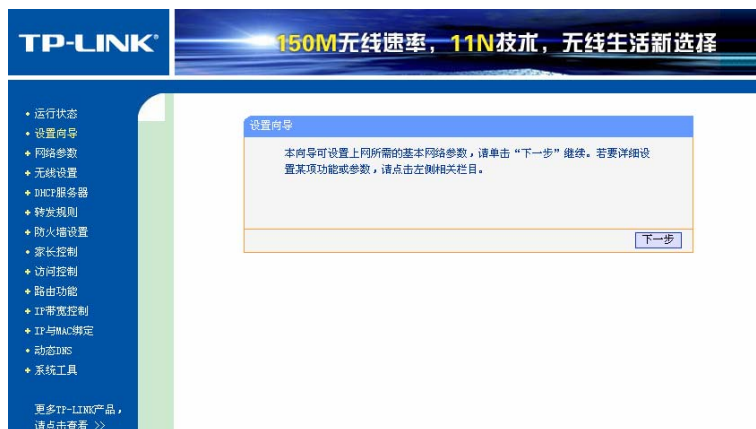 TP-LINK®
150M无线速率，11N技术，无线生活新选择
• 运行状态
• 设置向导
+ 网络参数
+ 无线设置
+ DHCP服务器
+ 转发规则
+ 防火墙设置
• 家长控制
+ 访问控制
+ 路由功能
+ IP带宽控制
+ IP与MAC绑定
• 动态DNS
+ 系统工具
更多TP-LINK产品，
请点击查看 >>
设置向导
本向导可设置上网所需的基本网络参数，请单击“下一步”继续。若要详细设
置某项功能或参数，请点击左侧相关栏目。
下一步